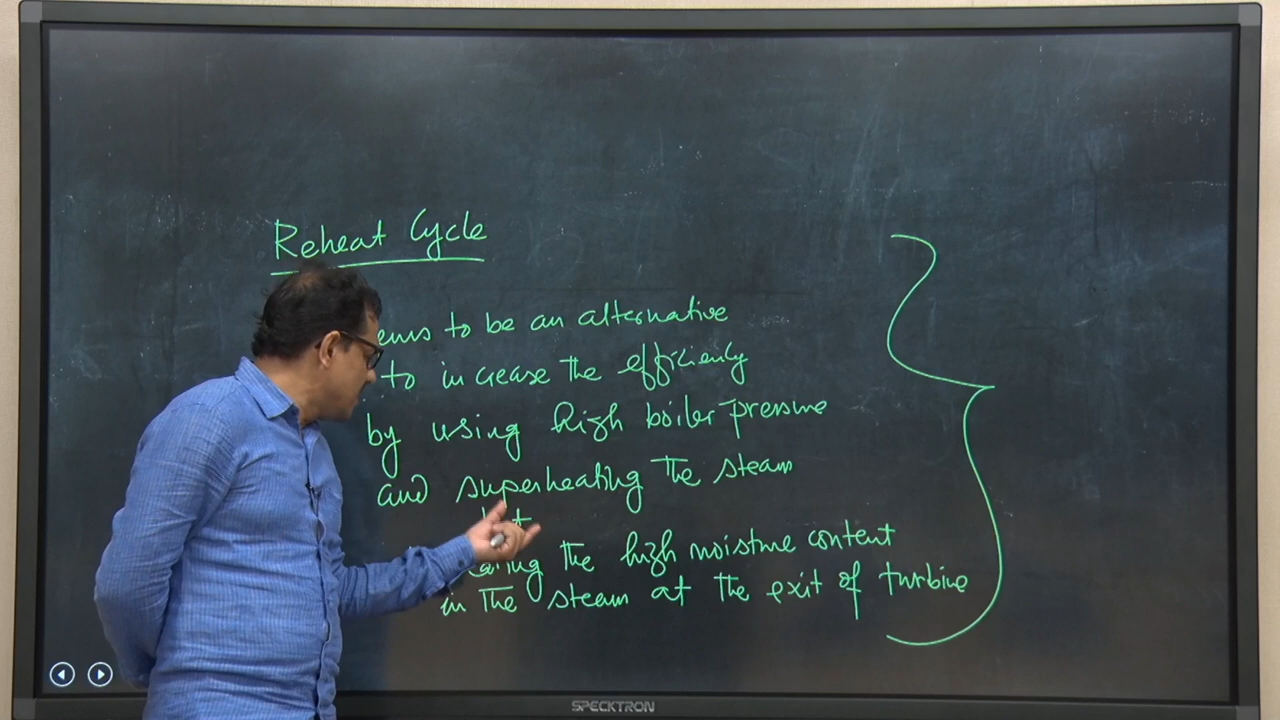 Reheat Cycle
to be an alternative
to increase the efficiency
by using high boiler pressure
and superheating the steam
the high moisture content
in the steam at the exit of turbine
SPECKTRON